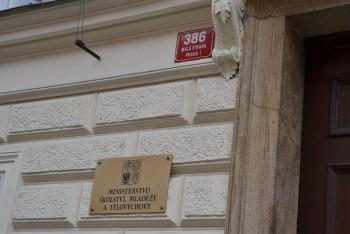 386
MALÁ STRANA
PRAHA 1
MINISTERSTVO
ŠKOLSTVÍ, MLÁDEŽE
A TĚLOVÝCHOVY